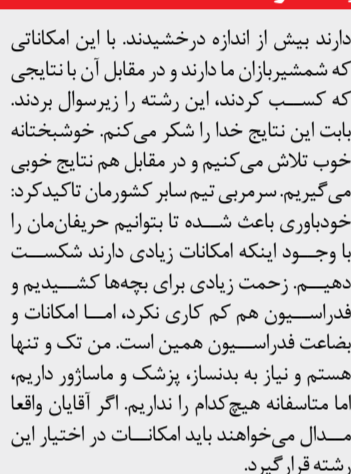 دارند بیش از اندازه درخشیدند. با این امکاناتی
که شمشیربازان ما دارند و در مقابل آن با نتایجی
که کسب کردند، این رشته را زیرسوال بردند.
بابت این نتایج خدا را شکر می‌کنم. خوشبختانه
خوب تلاش می‌کنیم و در مقابل هم نتایج خوبی
می‌گیریم. سرمربی تیم سابر کشورمان تاکیدکرد:
خودباوری باعث شده تا بتوانیم حریفان‌مان را
با وجود اینکه امکانات زیادی دارند شکست
دهیم. زحمت زیادی برای بچه‌ها کشیدیم و
فدراسیون هم کم کاری نکرد، اما امکانات و
بضاعت فدراسیون همین است. من تک و تنها
هستم و نیاز به بدنساز، پزشک و ماساژور داریم،
اما متاسفانه هیچ‌کدام را نداریم. اگر آقایان واقعا
مدال می‌خواهند باید امکانات در اختیار این
رشته قرار گیرد.